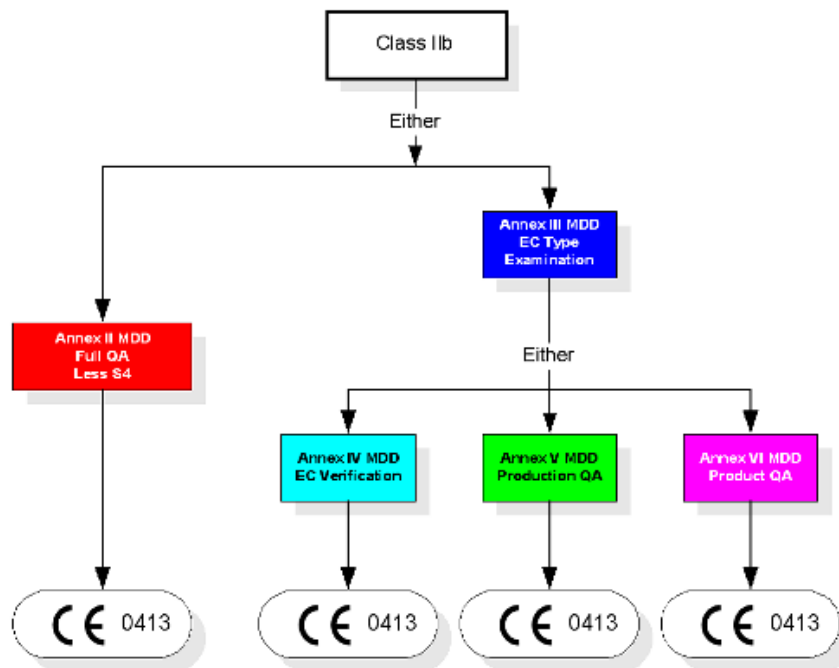 Class IIb
Either
Annex III MDD
EC Type
Examination
Annex II MDD
Full QA
Less S4
Either
Annex IV MDD
EC Verification
Annex V MDD
Production QA
Annex VI MDD
Product QA
CE 0413
CE 0413
CE 0413
CE 0413